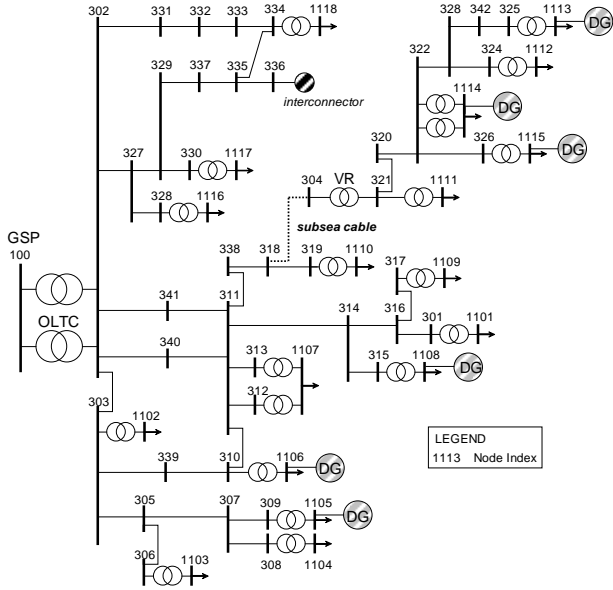 302 331 332 333 334 1118
328 342 325 1113 DG
322 324 1112
329 337 335 336
interconnector
1114 DG
327 330 1117
320 326 1115 DG
328 1116
304 VR 321 1111
subsea cable
GSP
100
338 318 319 1110
317 1109
OLTC
341 311
314 316 301 1101
340 313 1107
315 1108 DG
312
303 1102
339 310 1106 DG
LEGEND
1113 Node Index
305 307 309 1105 DG
306 1103
308 1104